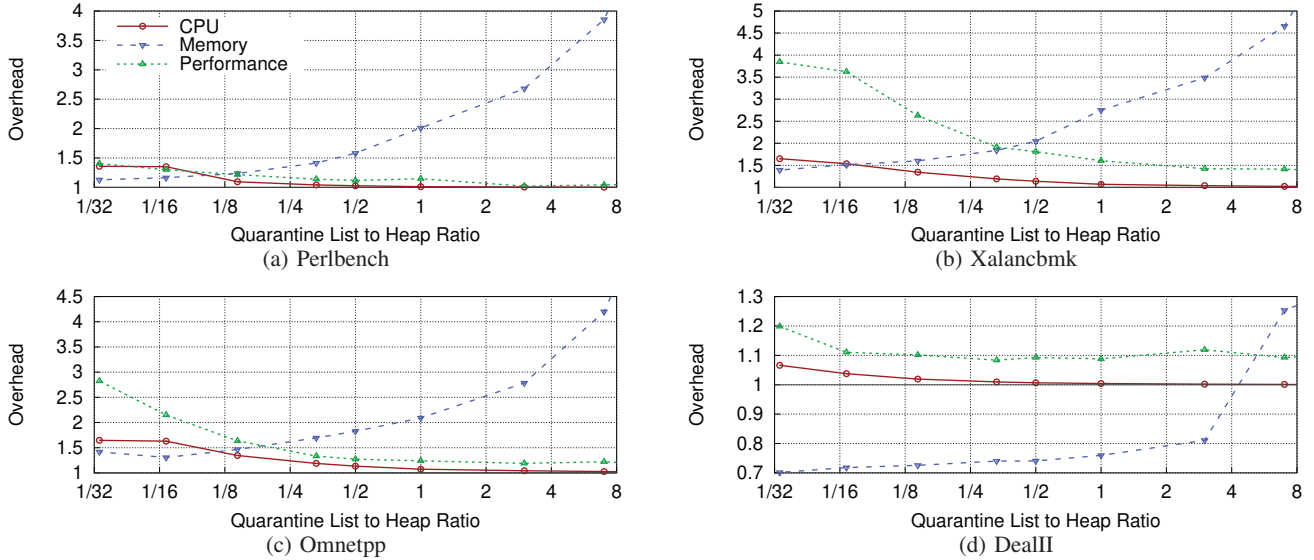 4
3.5
3
2.5
2
1.5
1
Overhead
CPU
Memory
Performance
1/32 1/16 1/8 1/4 1/2 1 2 4 8
Quarantine List to Heap Ratio
(a) Perlbench
5
4.5
4
3.5
3
2.5
2
1.5
1
Overhead
1/32 1/16 1/8 1/4 1/2 1 2 4 8
Quarantine List to Heap Ratio
(b) Xalancbmk
4.5
4
3.5
3
2.5
2
1.5
1
Overhead
1/32 1/16 1/8 1/4 1/2 1 2 4 8
Quarantine List to Heap Ratio
(c) Omnetpp
1.3
1.2
1.1
1
0.9
0.8
0.7
Overhead
1/32 1/16 1/8 1/4 1/2 1 2 4 8
Quarantine List to Heap Ratio
(d) DealII